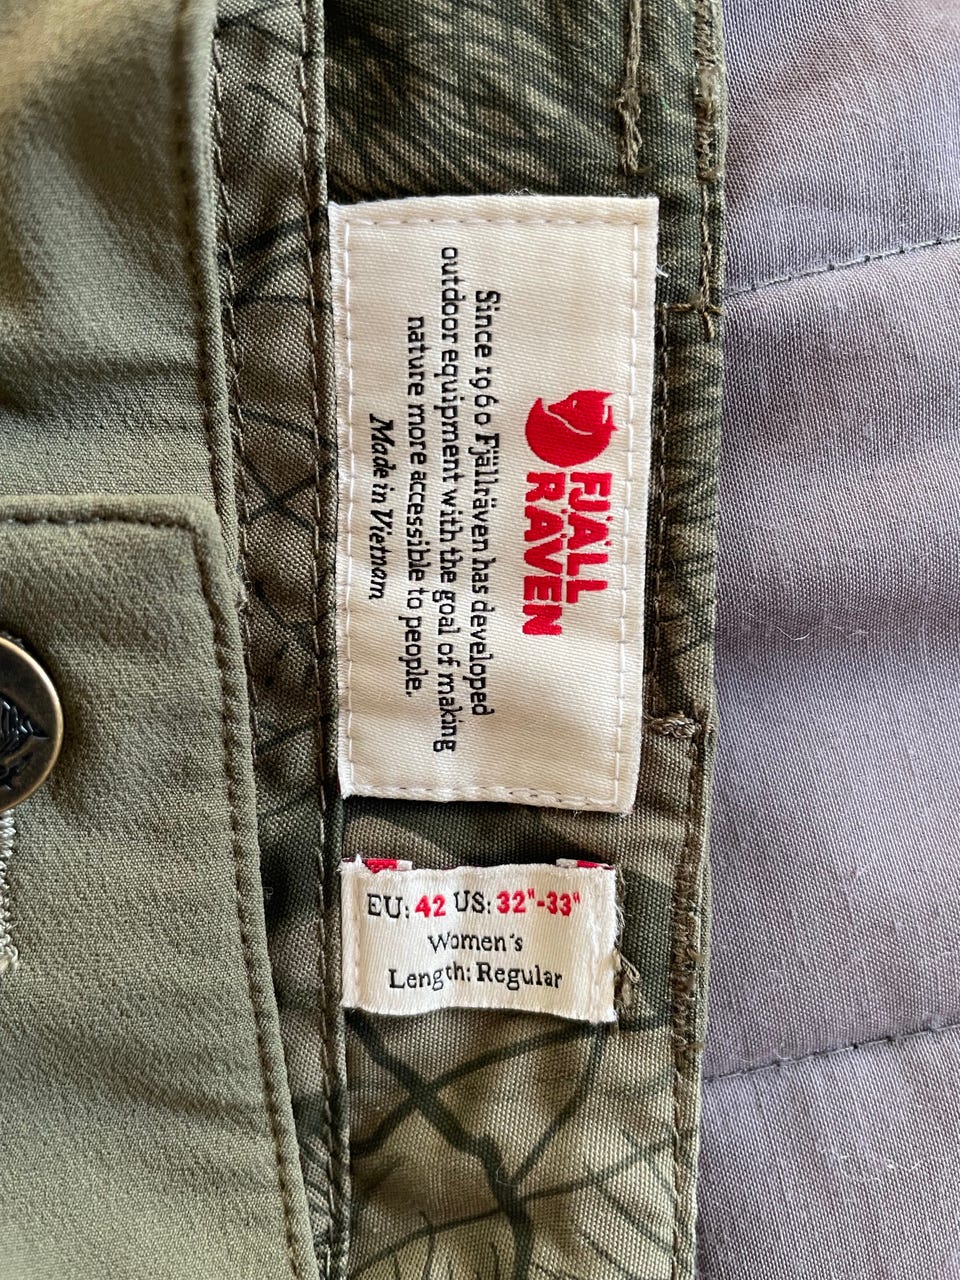 FJÄLL
RÄVEN
Since 1960 Fjällräven has developed
outdoor equipment with the goal of making
nature more accessible to people.
Made in Vietnam
EU: 42 US: 32"-33"
Women's
Length: Regular